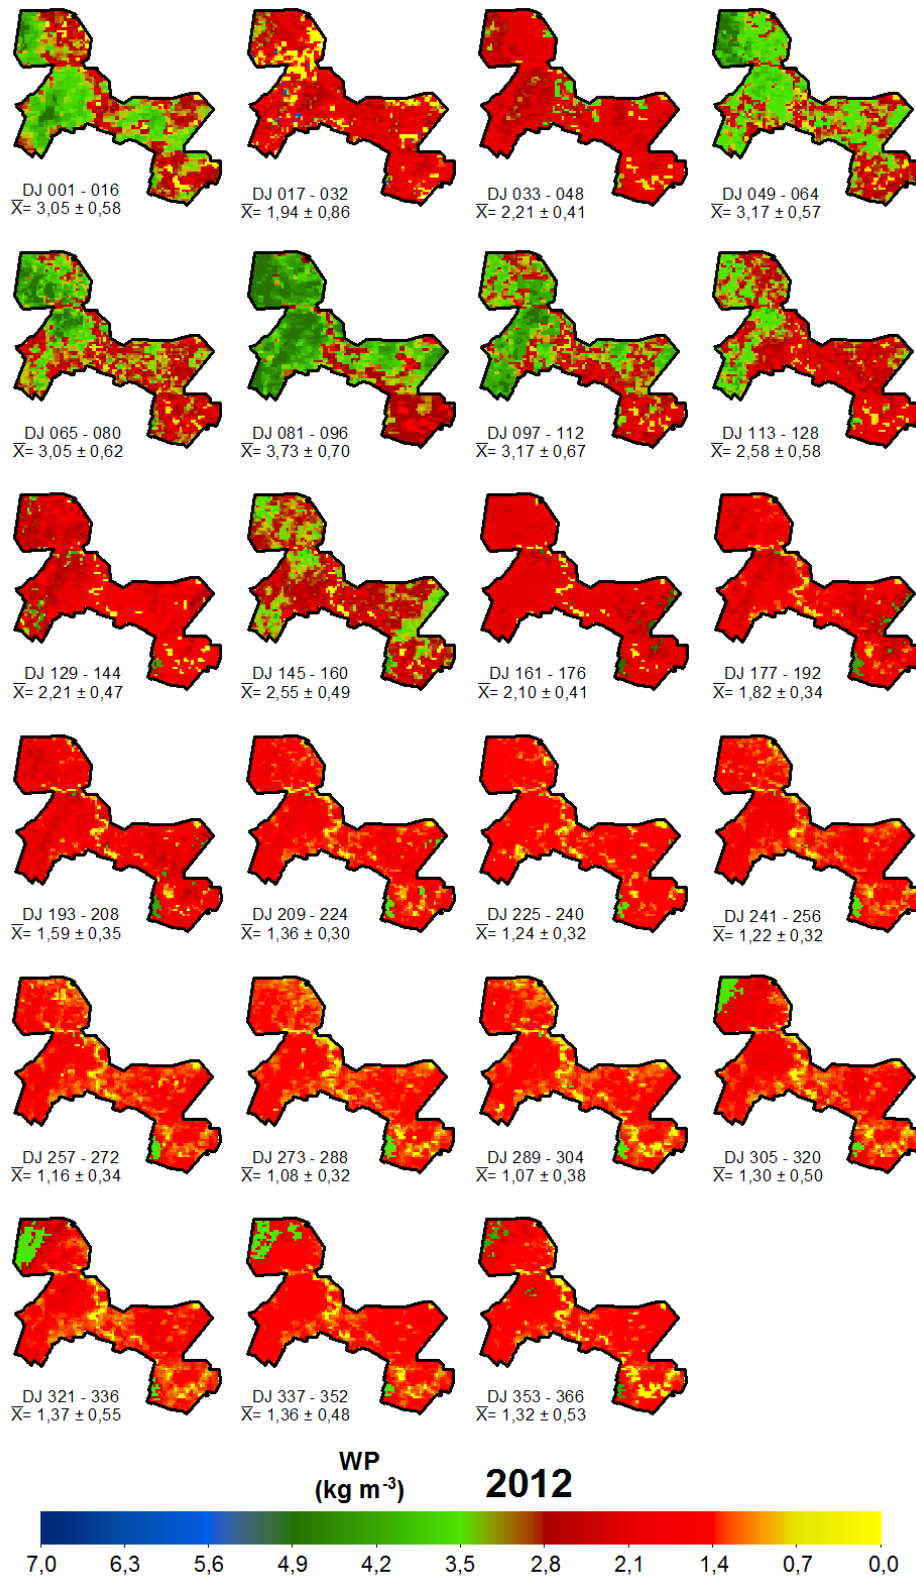 DJ 001 - 016
X= 3,05 ± 0,58
DJ 017 - 032
X= 1,94 ± 0,86
DJ 033 - 048
X= 2,21 ± 0,41
DJ 049 - 064
X= 3,17 ± 0,57
DJ 065 - 080
X= 3,05 ± 0,62
DJ 081 - 096
X= 3,73 ± 0,70
DJ 097 - 112
X= 3,17 ± 0,67
DJ 113 - 128
X= 2,58 ± 0,58
DJ 129 - 144
X= 2,21 ± 0,47
DJ 145 - 160
X= 2,55 ± 0,49
DJ 161 - 176
X= 2,10 ± 0,41
DJ 177 - 192
X= 1,82 ± 0,34
DJ 193 - 208
X= 1,59 ± 0,35
DJ 209 - 224
X= 1,36 ± 0,30
DJ 225 - 240
X= 1,24 ± 0,32
DJ 241 - 256
X= 1,22 ± 0,32
DJ 257 - 272
X= 1,16 ± 0,34
DJ 273 - 288
X= 1,08 ± 0,32
DJ 289 - 304
X= 1,07 ± 0,38
DJ 305 - 320
X= 1,30 ± 0,50
DJ 321 - 336
X= 1,37 ± 0,55
DJ 337 - 352
X= 1,36 ± 0,48
DJ 353 - 366
X= 1,32 ± 0,53
WP
(kg m⁻³)
2012
7,0 6,3 5,6 4,9 4,2 3,5 2,8 2,1 1,4 0,7 0,0